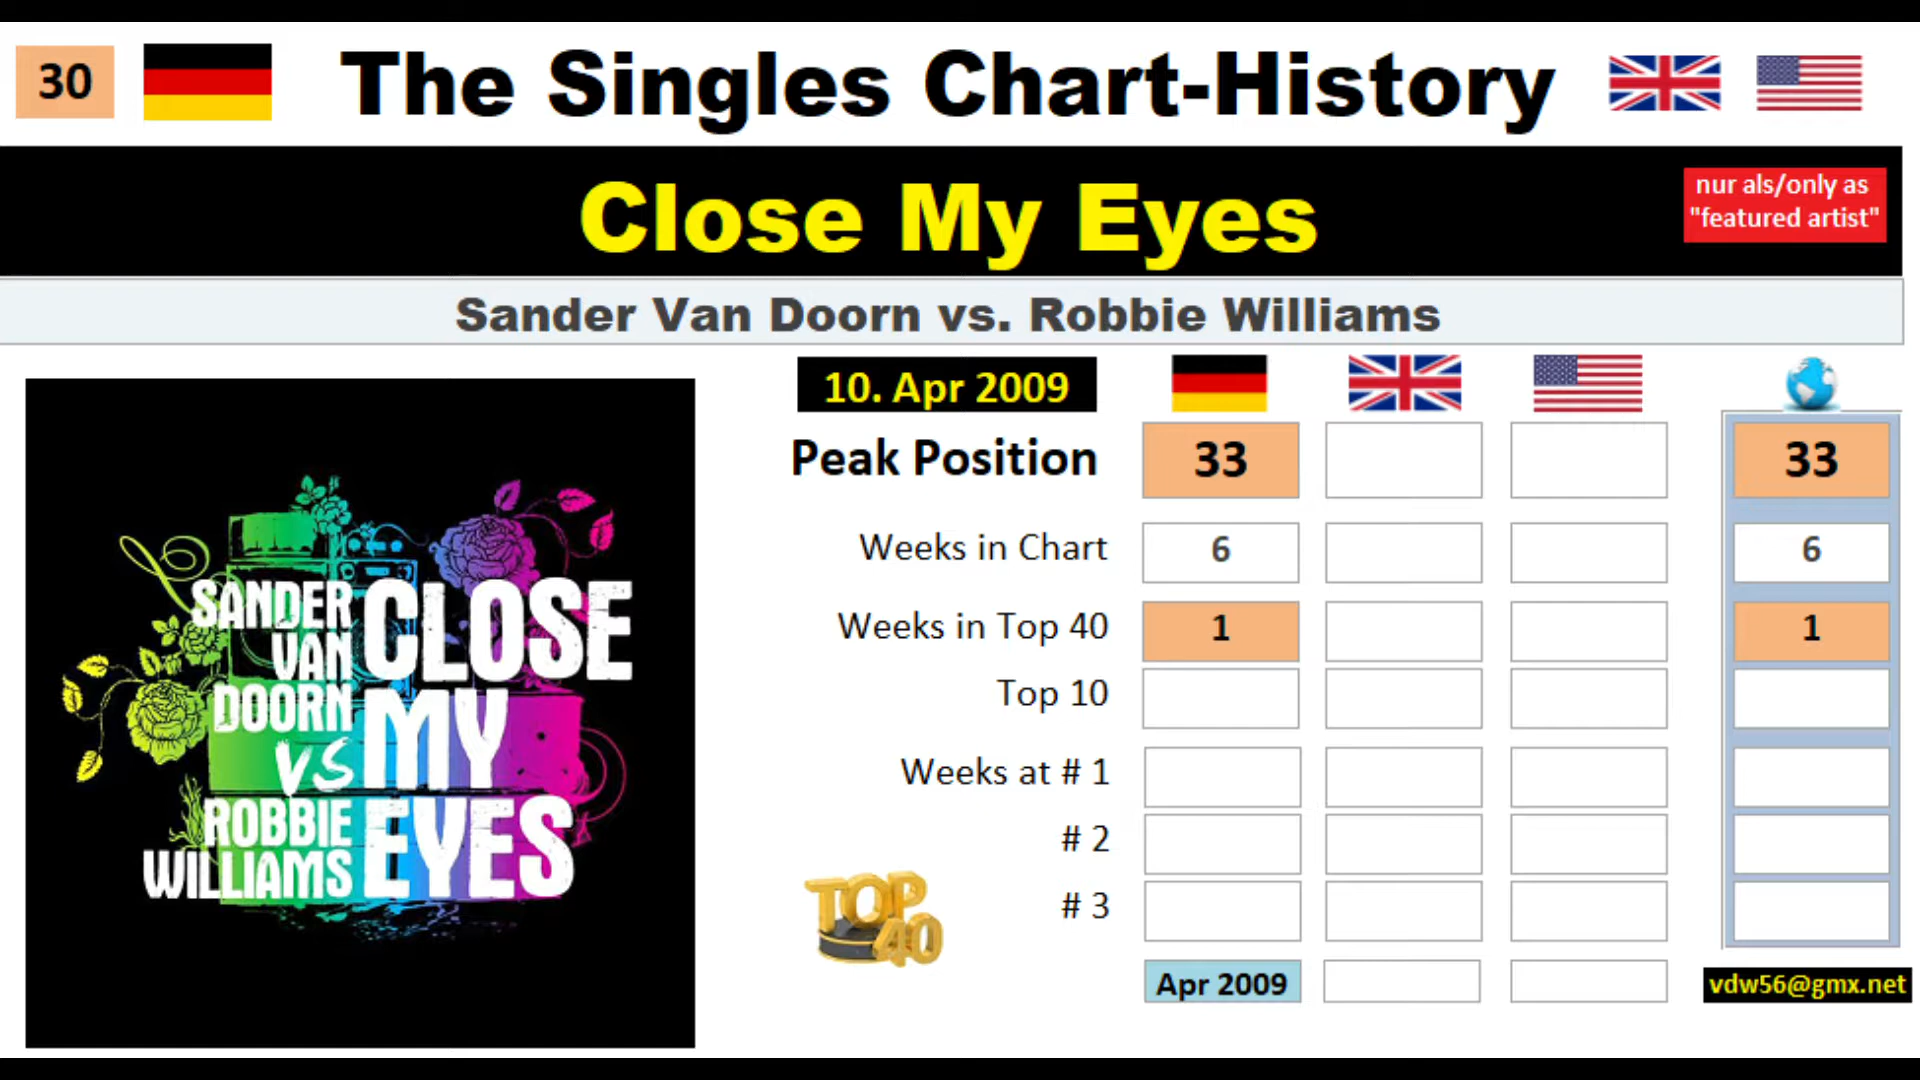 30
The Singles Chart-History
Close My Eyes
nur als/only as
"featured artist"
Sander Van Doorn vs. Robbie Williams
SANDER
VAN
DOORN
VS
ROBBIE
WILLIAMS
CLOSE
MY
EYES
10. Apr 2009
Peak Position 33 33
Weeks in Chart 6 6
Weeks in Top 40 1 1
Top 10
Weeks at # 1
# 2
# 3
TOP
40
Apr 2009
vdw56@gmx.net